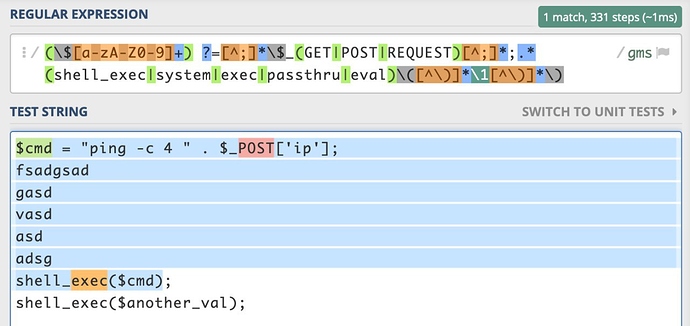 REGULAR EXPRESSION
1 match, 331 steps (~1ms)
/ (\$[a-zA-Z0-9]+) ?=[^;]*\$_(GET|POST|REQUEST)[^;]*;.* / gms
(shell_exec|system|exec|passthru|eval)\([^\)]*\1[^\)]*\)
TEST STRING
SWITCH TO UNIT TESTS
$cmd = "ping -c 4 " . $_POST['ip'];
fsadgsad
gasd
vasd
asd
adsg
shell_exec($cmd);
shell_exec($another_val);